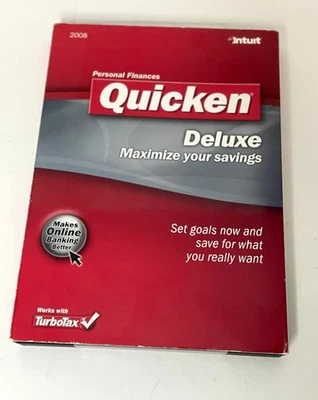 2008
intuit
Personal Finances
Quicken®
Deluxe
Maximize your savings
Makes
Online
Banking
Better
Set goals now and
save for what
you really want
Works with
TurboTax